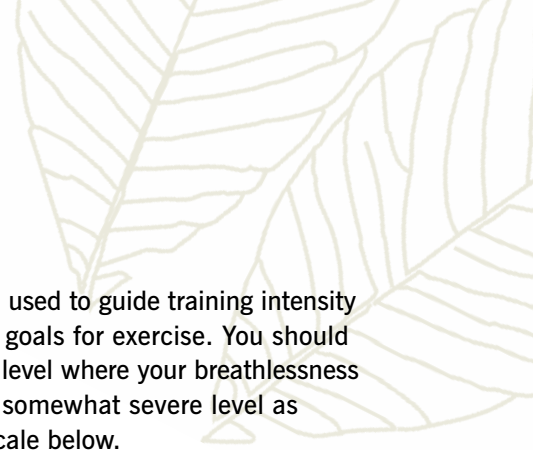 used to guide training intensity
goals for exercise. You should
level where your breathlessness
somewhat severe level as
cale below.